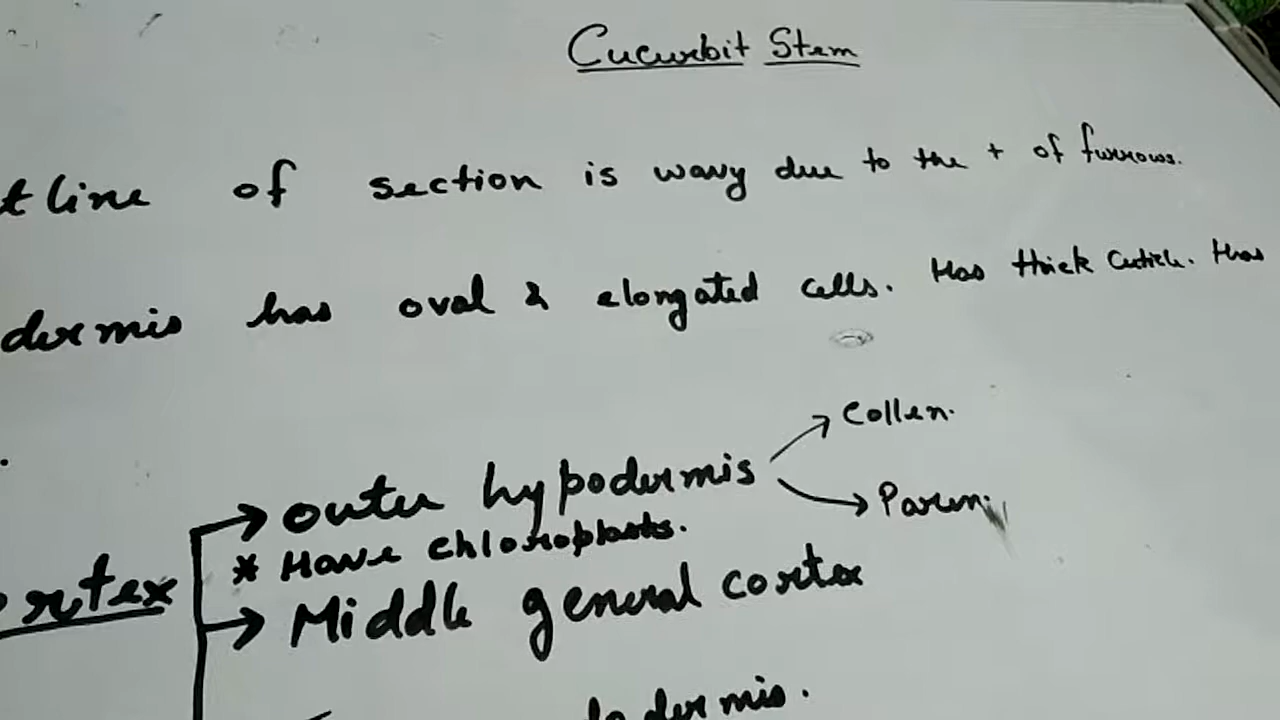 Cucurbit Stem
tline of section is wavy due to the + of furrows.
dermis has oval & elongated cells. Has thick cuticle. Has
→ outer hypodermis
Collen.
Paren.
* Have chloroplasts.
ortex
→ Middle general cortex
dermis.